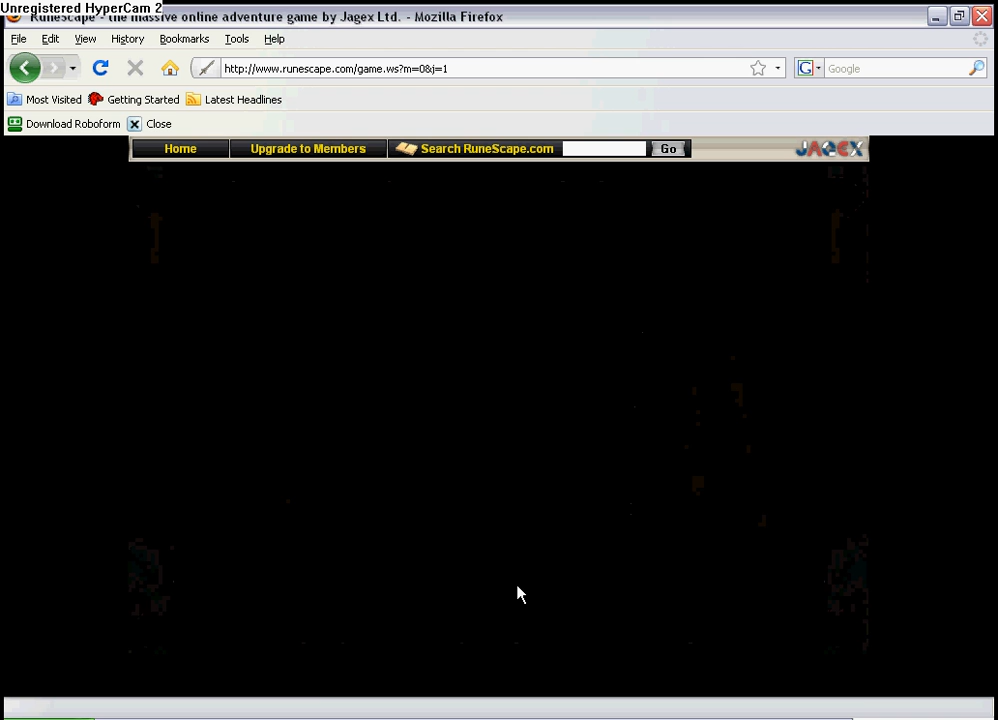 Unregistered HyperCam 2
RuneScape - the massive online adventure game by Jagex Ltd. - Mozilla Firefox
File Edit View History Bookmarks Tools Help
http://www.runescape.com/game.ws?m=0&j=1
G Google
Most Visited Getting Started Latest Headlines
Download Roboform Close
Home Upgrade to Members Search RuneScape.com Go JAGEX